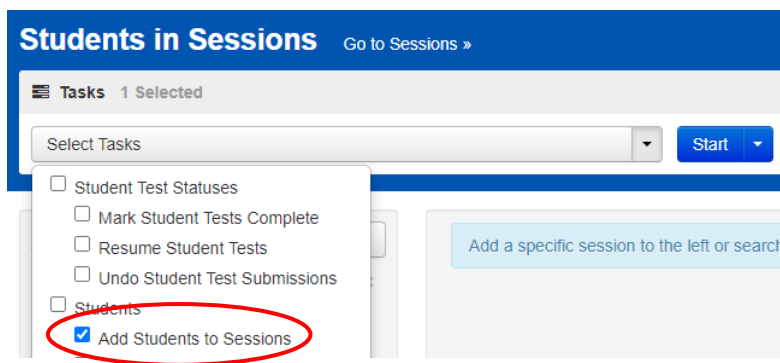 Students in Sessions Go to Sessions »
Tasks 1 Selected
Select Tasks Start
Student Test Statuses
Mark Student Tests Complete
Resume Student Tests
Add a specific session to the left or search
Undo Student Test Submissions
Students
Add Students to Sessions